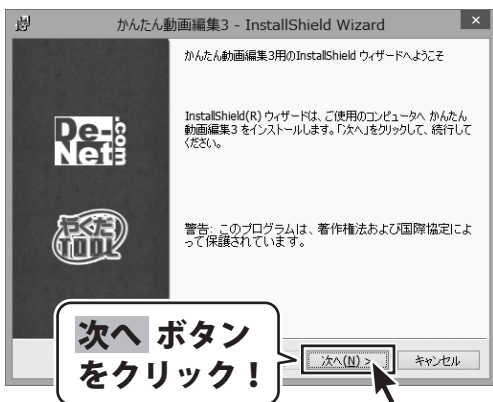 かんたん動画編集3 - InstallShield Wizard
×
かんたん動画編集3用のInstallShield ウィザードへようこそ
InstallShield(R) ウィザードは、ご使用のコンピュータへ かんたん
動画編集3 をインストールします。「次へ」をクリックして、続行して
ください。
De-
Net.com
やくだつ
TOOL
警告: このプログラムは、著作権法および国際協定によ
って保護されています。
次へ ボタン
をクリック！
次へ(N) >
キャンセル